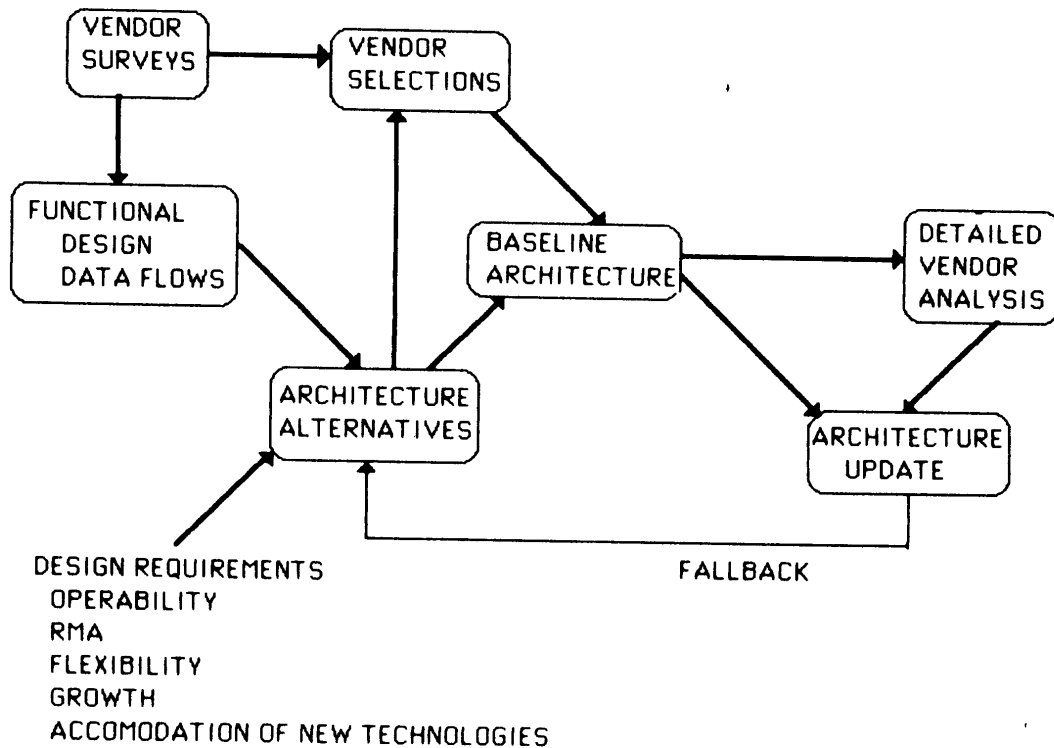 VENDOR
SURVEYS
VENDOR
SELECTIONS
FUNCTIONAL
DESIGN
DATA FLOWS
BASELINE
ARCHITECTURE
DETAILED
VENDOR
ANALYSIS
ARCHITECTURE
ALTERNATIVES
ARCHITECTURE
UPDATE
FALLBACK
DESIGN REQUIREMENTS
OPERABILITY
RMA
FLEXIBILITY
GROWTH
ACCOMODATION OF NEW TECHNOLOGIES